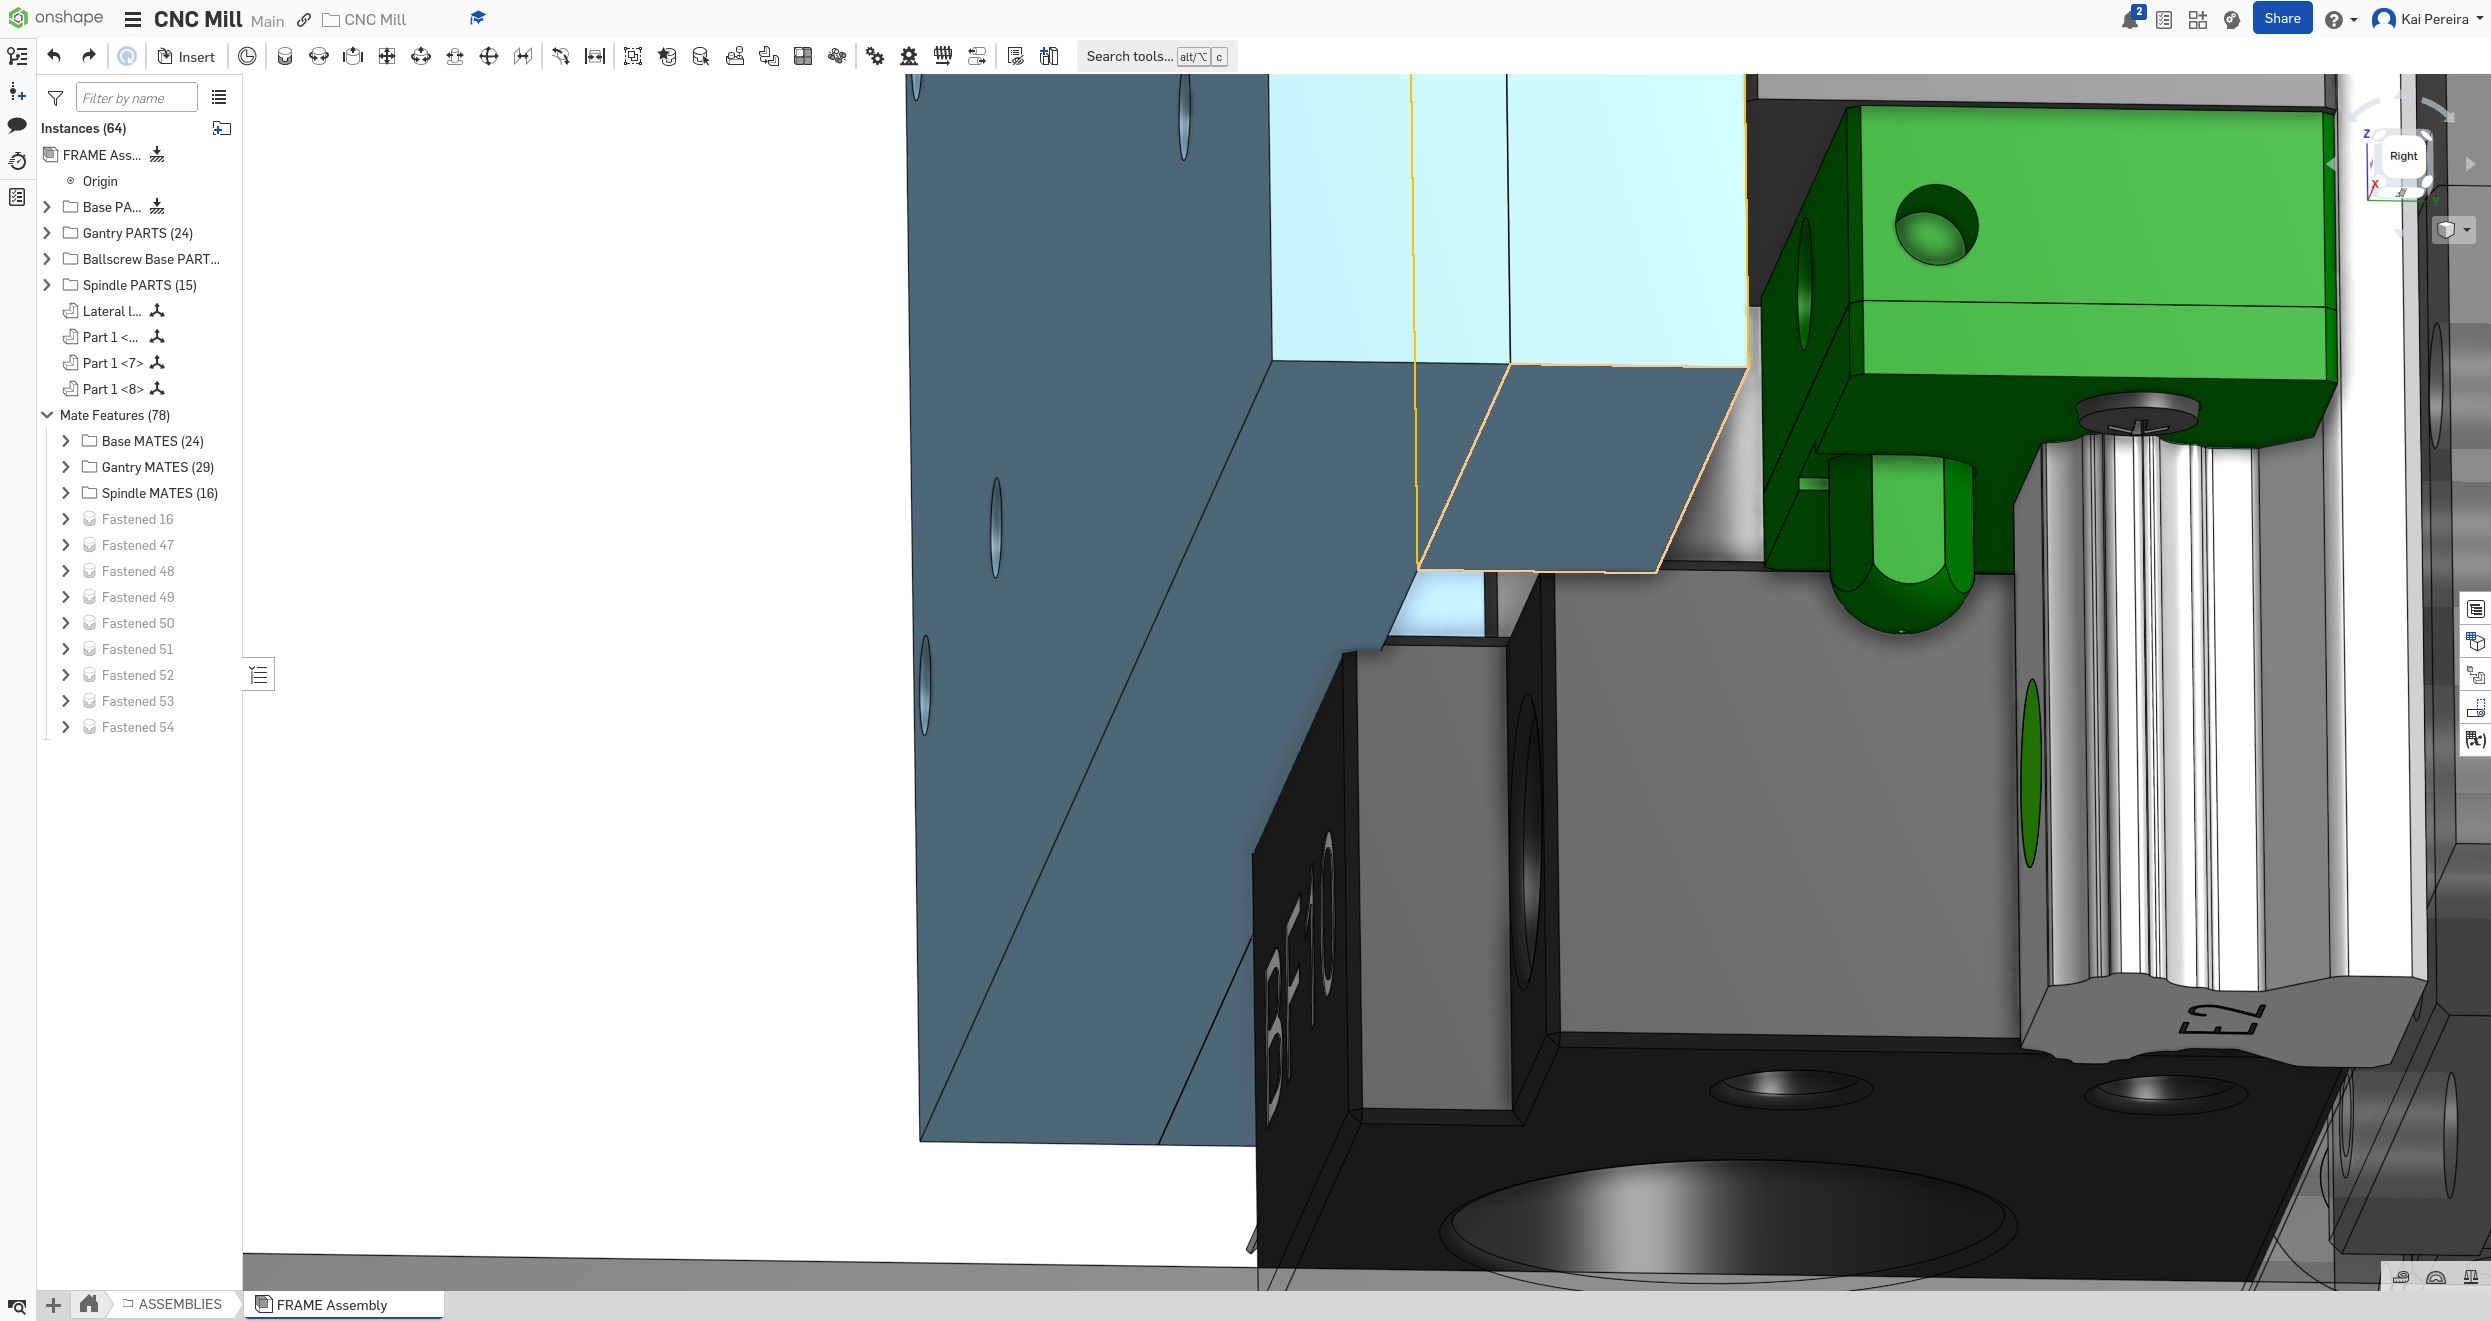 onshape
CNC Mill Main CNC Mill
2
Share
Kai Pereira
Insert
Search tools... alt/⌥ c
Filter by name
Instances (64)
FRAME Ass...
Origin
Base PA...
Gantry PARTS (24)
Ballscrew Base PART...
Spindle PARTS (15)
Lateral l...
Part 1 <...
Part 1 <7>
Part 1 <8>
Mate Features (78)
Base MATES (24)
Gantry MATES (29)
Spindle MATES (16)
Fastened 16
Fastened 47
Fastened 48
Fastened 49
Fastened 50
Fastened 51
Fastened 52
Fastened 53
Fastened 54
Z
Right
X
Y
BF10
E2
(x)
ASSEMBLIES
FRAME Assembly